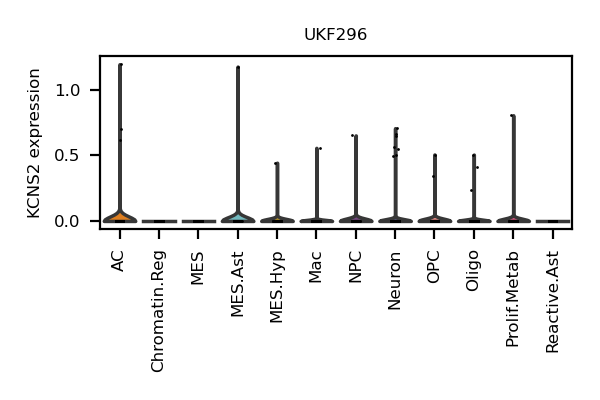 UKF296
KCNS2 expression
1.0
0.5
0.0
AC
Chromatin.Reg
MES
MES.Ast
MES.Hyp
Mac
NPC
Neuron
OPC
Oligo
Prolif.Metab
Reactive.Ast